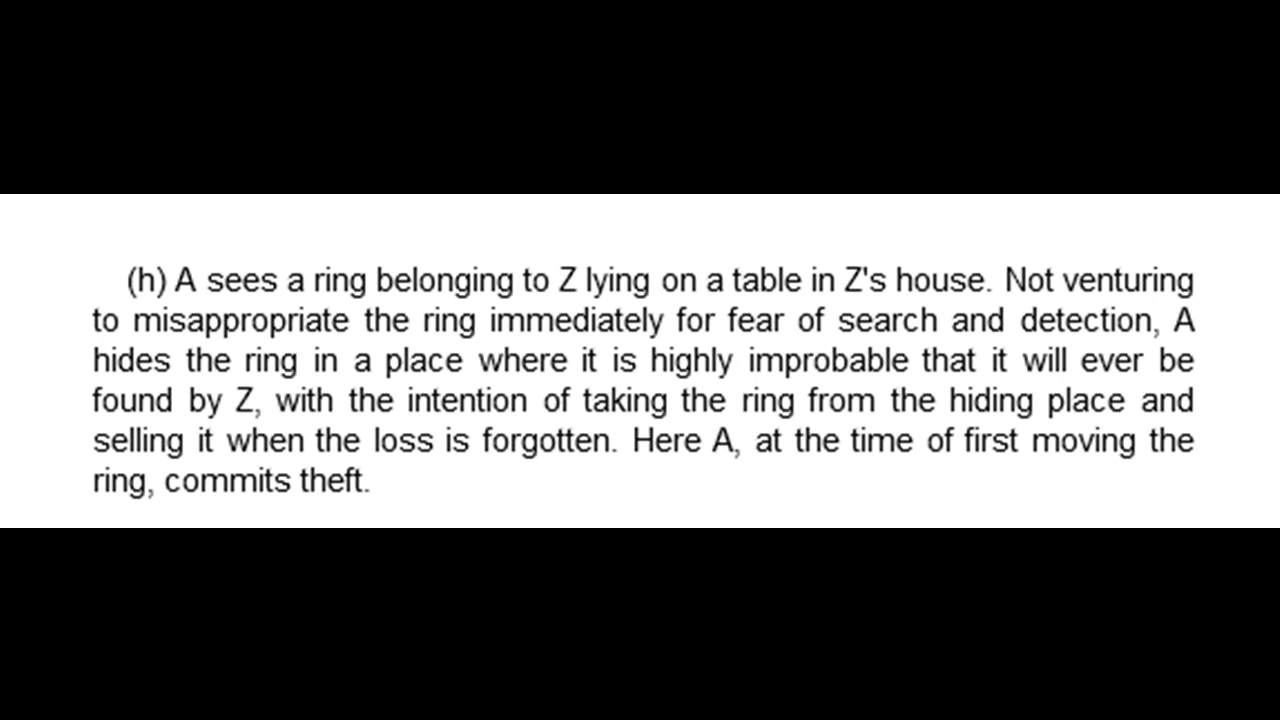 (h) A sees a ring belonging to Z lying on a table in Z's house. Not venturing
to misappropriate the ring immediately for fear of search and detection, A
hides the ring in a place where it is highly improbable that it will ever be
found by Z, with the intention of taking the ring from the hiding place and
selling it when the loss is forgotten. Here A, at the time of first moving the
ring, commits theft.